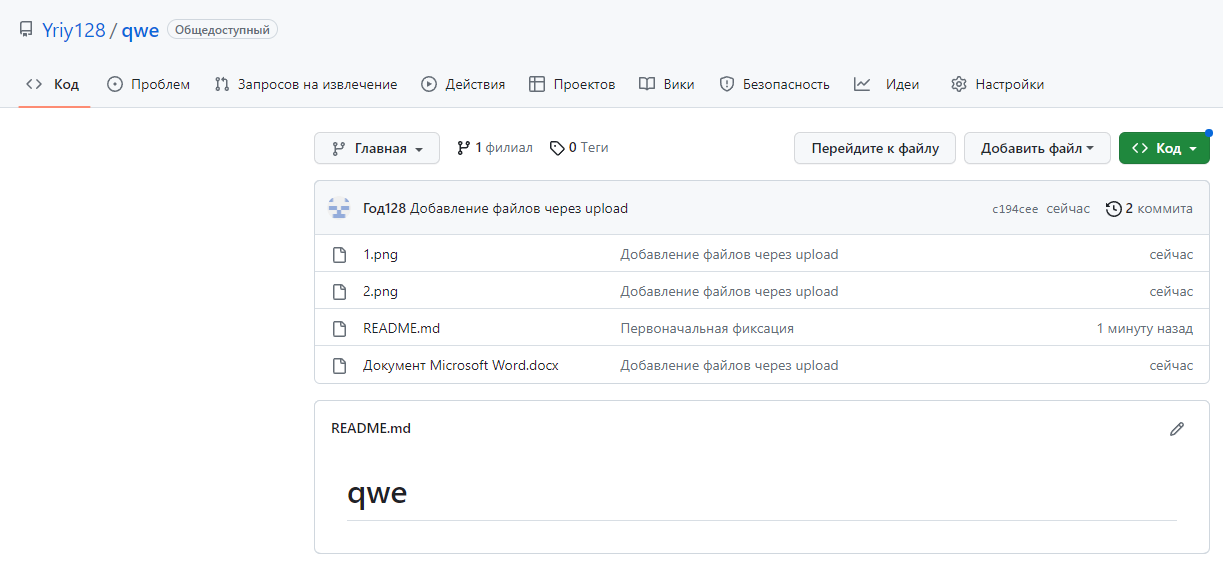 Yriy128 / qwe Общедоступный
Код Проблем Запросов на извлечение Действия Проектов Вики Безопасность Идеи Настройки
Главная 1 филиал 0 Теги Перейдите к файлу Добавить файл Код
Год128 Добавление файлов через upload c194cee сейчас 2 коммита
1.png Добавление файлов через upload сейчас
2.png Добавление файлов через upload сейчас
README.md Первоначальная фиксация 1 минуту назад
Документ Microsoft Word.docx Добавление файлов через upload сейчас
README.md
qwe